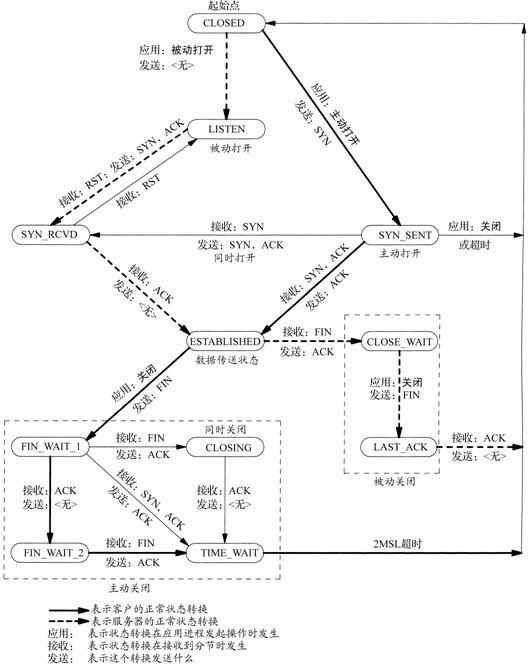 起始点
CLOSED
应用：被动打开
发送：<无>
应用：主动打开
发送：SYN
LISTEN
被动打开
接收：RST；发送：SYN，ACK
接收：RST
SYN_RCVD
接收：SYN
发送：SYN，ACK
同时打开
SYN_SENT
主动打开
应用：关闭
或超时
接收：ACK
发送：<无>
接收：SYN，ACK
发送：ACK
ESTABLISHED
数据传送状态
接收：FIN
发送：ACK
CLOSE_WAIT
应用：关闭
发送：FIN
LAST_ACK
被动关闭
接收：ACK
发送：<无>
应用：关闭
发送：FIN
FIN_WAIT_1
接收：FIN
发送：ACK
同时关闭
CLOSING
接收：ACK
发送：<无>
接收：SYN，ACK
发送：ACK
接收：ACK
发送：<无>
FIN_WAIT_2
接收：FIN
发送：ACK
TIME_WAIT
2MSL超时
主动关闭
表示客户的正常状态转换
表示服务器的正常状态转换
应用： 表示状态转换在应用进程发起操作时发生
接收： 表示状态转换在接收到分节时发生
发送： 表示这个转换发送什么